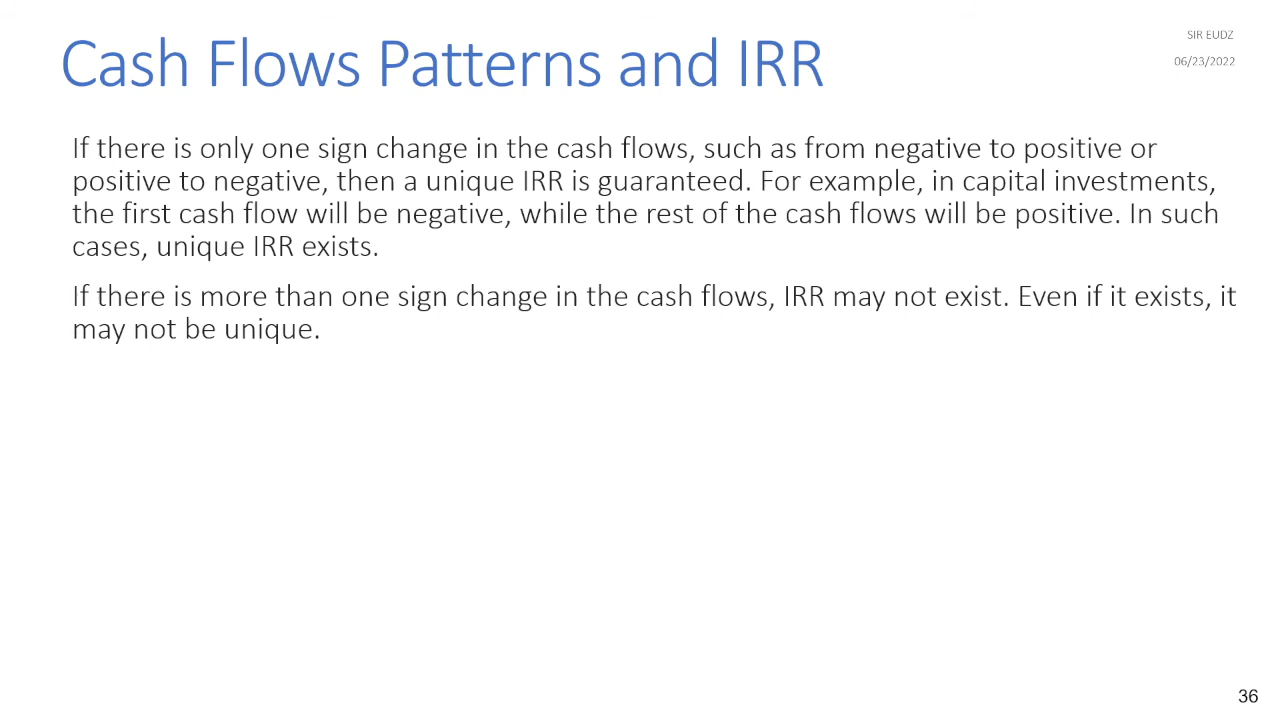 Cash Flows Patterns and IRR
SIR EUDZ
06/23/2022
If there is only one sign change in the cash flows, such as from negative to positive or
positive to negative, then a unique IRR is guaranteed. For example, in capital investments,
the first cash flow will be negative, while the rest of the cash flows will be positive. In such
cases, unique IRR exists.
If there is more than one sign change in the cash flows, IRR may not exist. Even if it exists, it
may not be unique.
36